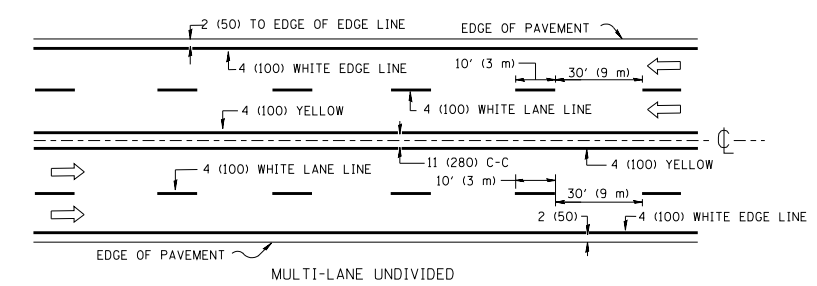 2 (50) TO EDGE OF EDGE LINE
EDGE OF PAVEMENT
4 (100) WHITE EDGE LINE
10' (3 m)
30' (9 m)
4 (100) YELLOW
4 (100) WHITE LANE LINE
℄
4 (100) WHITE LANE LINE
11 (280) C-C
4 (100) YELLOW
10' (3 m)
30' (9 m)
2 (50)
4 (100) WHITE EDGE LINE
EDGE OF PAVEMENT
MULTI-LANE UNDIVIDED